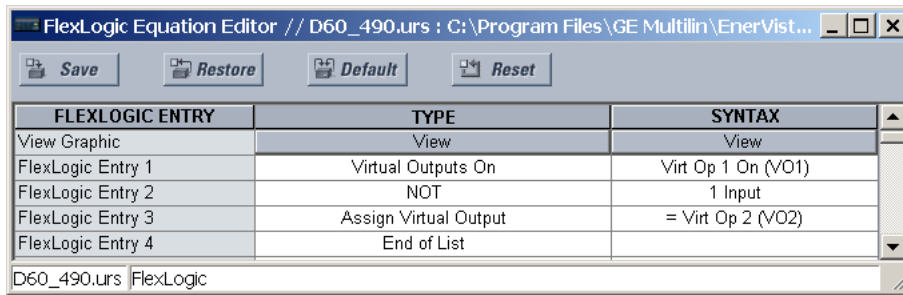 FlexLogic Equation Editor // D60_490.urs : C:\Program Files\GE Multilin\EnerVist...
Save Restore Default Reset
FLEXLOGIC ENTRY TYPE SYNTAX
View Graphic View View
FlexLogic Entry 1 Virtual Outputs On Virt Op 1 On (VO1)
FlexLogic Entry 2 NOT 1 Input
FlexLogic Entry 3 Assign Virtual Output = Virt Op 2 (VO2)
FlexLogic Entry 4 End of List
D60_490.urs FlexLogic